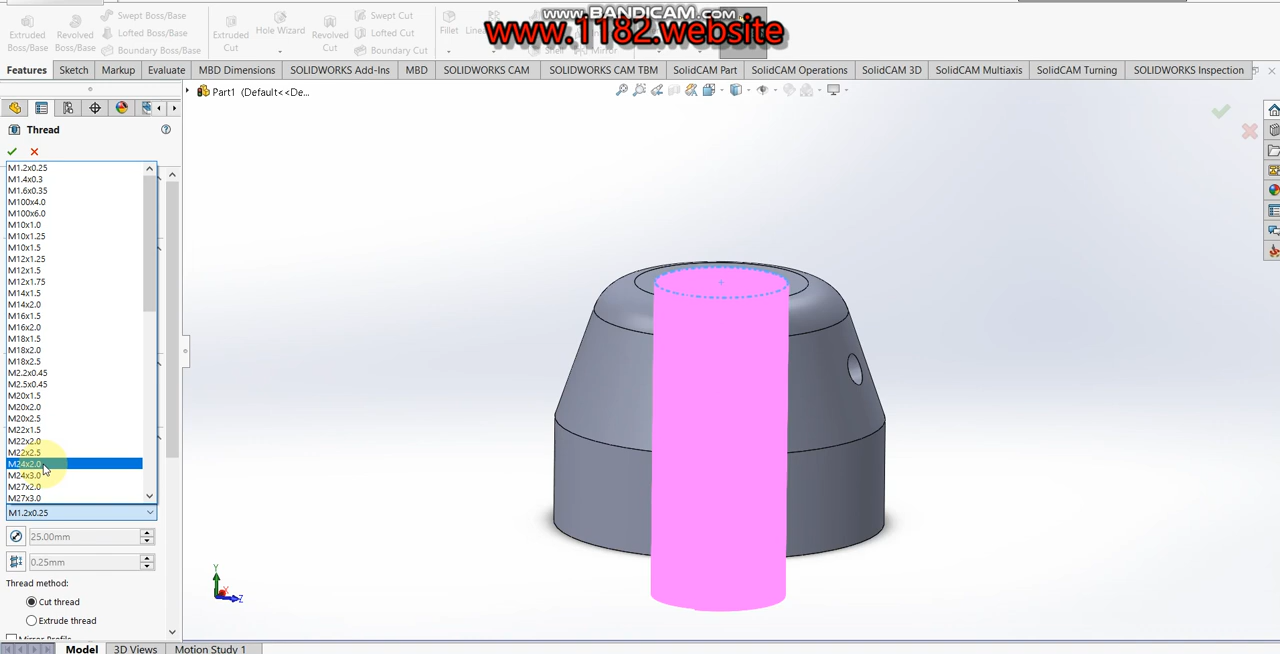 www.BANDICAM.com
www.1182.website
Extruded Boss/Base
Revolved Boss/Base
Swept Boss/Base
Lofted Boss/Base
Boundary Boss/Base
Extruded Cut
Hole Wizard
Revolved Cut
Swept Cut
Lofted Cut
Boundary Cut
Fillet
Features
Sketch
Markup
Evaluate
MBD Dimensions
SOLIDWORKS Add-Ins
MBD
SOLIDWORKS CAM
SOLIDWORKS CAM TBM
SolidCAM Part
SolidCAM Operations
SolidCAM 3D
SolidCAM Multiaxis
SolidCAM Turning
SOLIDWORKS Inspection
Part1 (Default<<De...
Thread
M1.2x0.25
M1.4x0.3
M1.6x0.35
M100x4.0
M100x6.0
M10x1.0
M10x1.25
M10x1.5
M12x1.25
M12x1.5
M12x1.75
M14x1.5
M14x2.0
M16x1.5
M16x2.0
M18x1.5
M18x2.0
M18x2.5
M2.2x0.45
M2.5x0.45
M20x1.5
M20x2.0
M20x2.5
M22x1.5
M22x2.0
M22x2.5
M24x2.0
M24x3.0
M27x2.0
M27x3.0
M1.2x0.25
25.00mm
0.25mm
Thread method:
Cut thread
Extrude thread
Mirror Profile
Y
Z
Model
3D Views
Motion Study 1